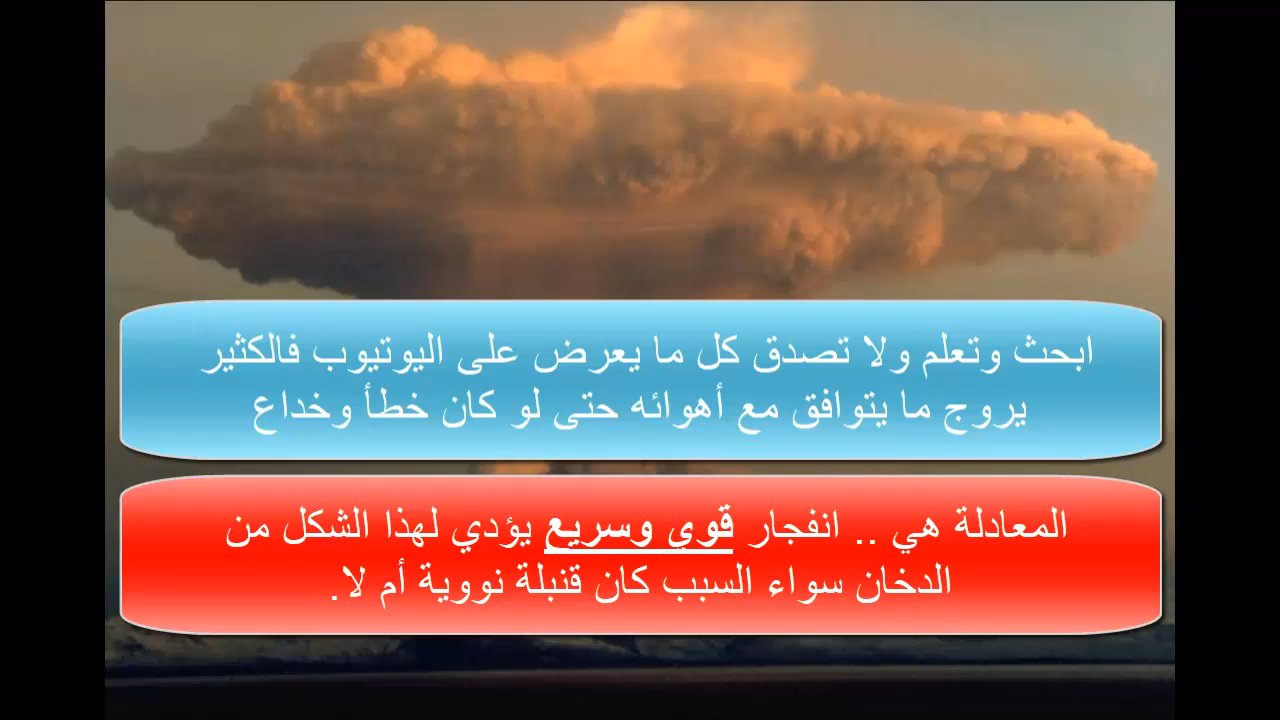 ابحث وتعلم ولا تصدق كل ما يعرض على اليوتيوب فالكثير
يروج ما يتوافق مع أهوائه حتى لو كان خطأ وخداع
المعادلة هي .. انفجار قوي وسريع يؤدي لهذا الشكل من
الدخان سواء السبب كان قنبلة نووية أم لا.